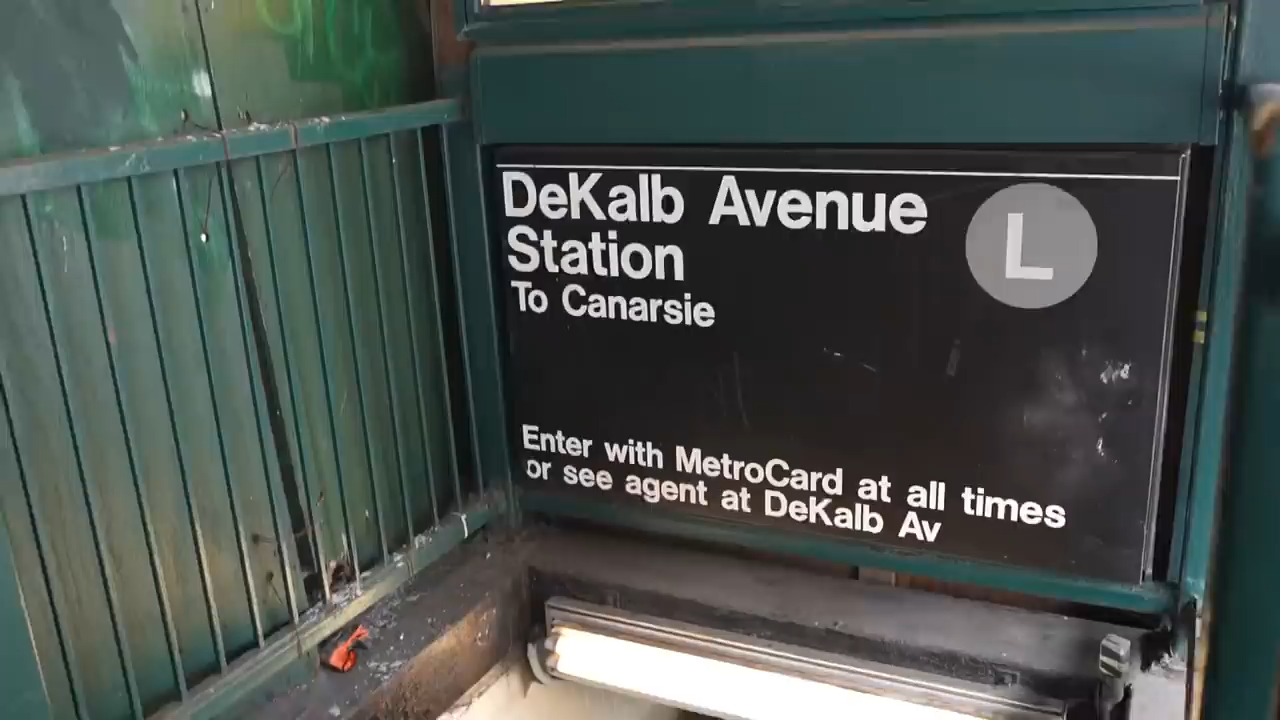 DeKalb Avenue
Station
To Canarsie
L
Enter with MetroCard at all times
or see agent at DeKalb Av